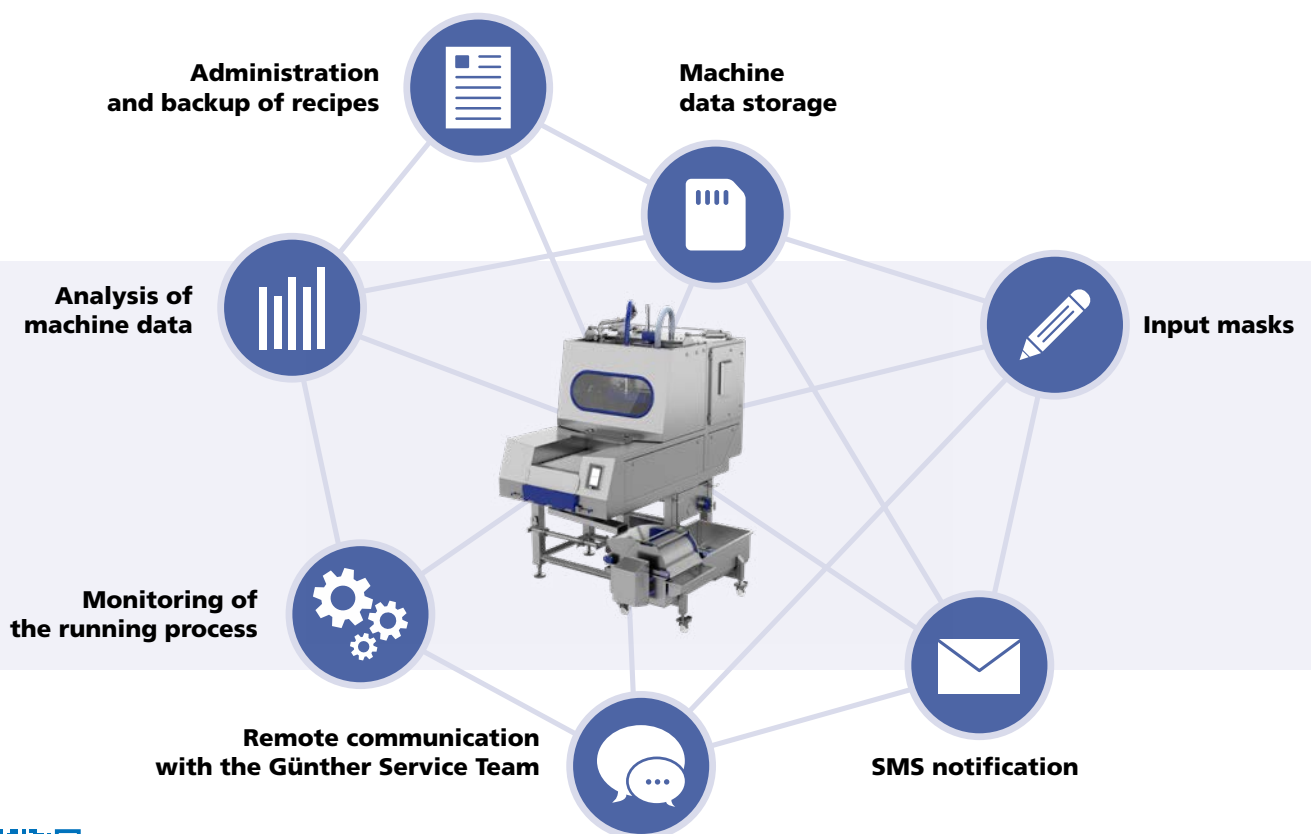 Administration
and backup of recipes
Machine
data storage
Analysis of
machine data
Input masks
Monitoring of
the running process
Remote communication
with the Günther Service Team
SMS notification